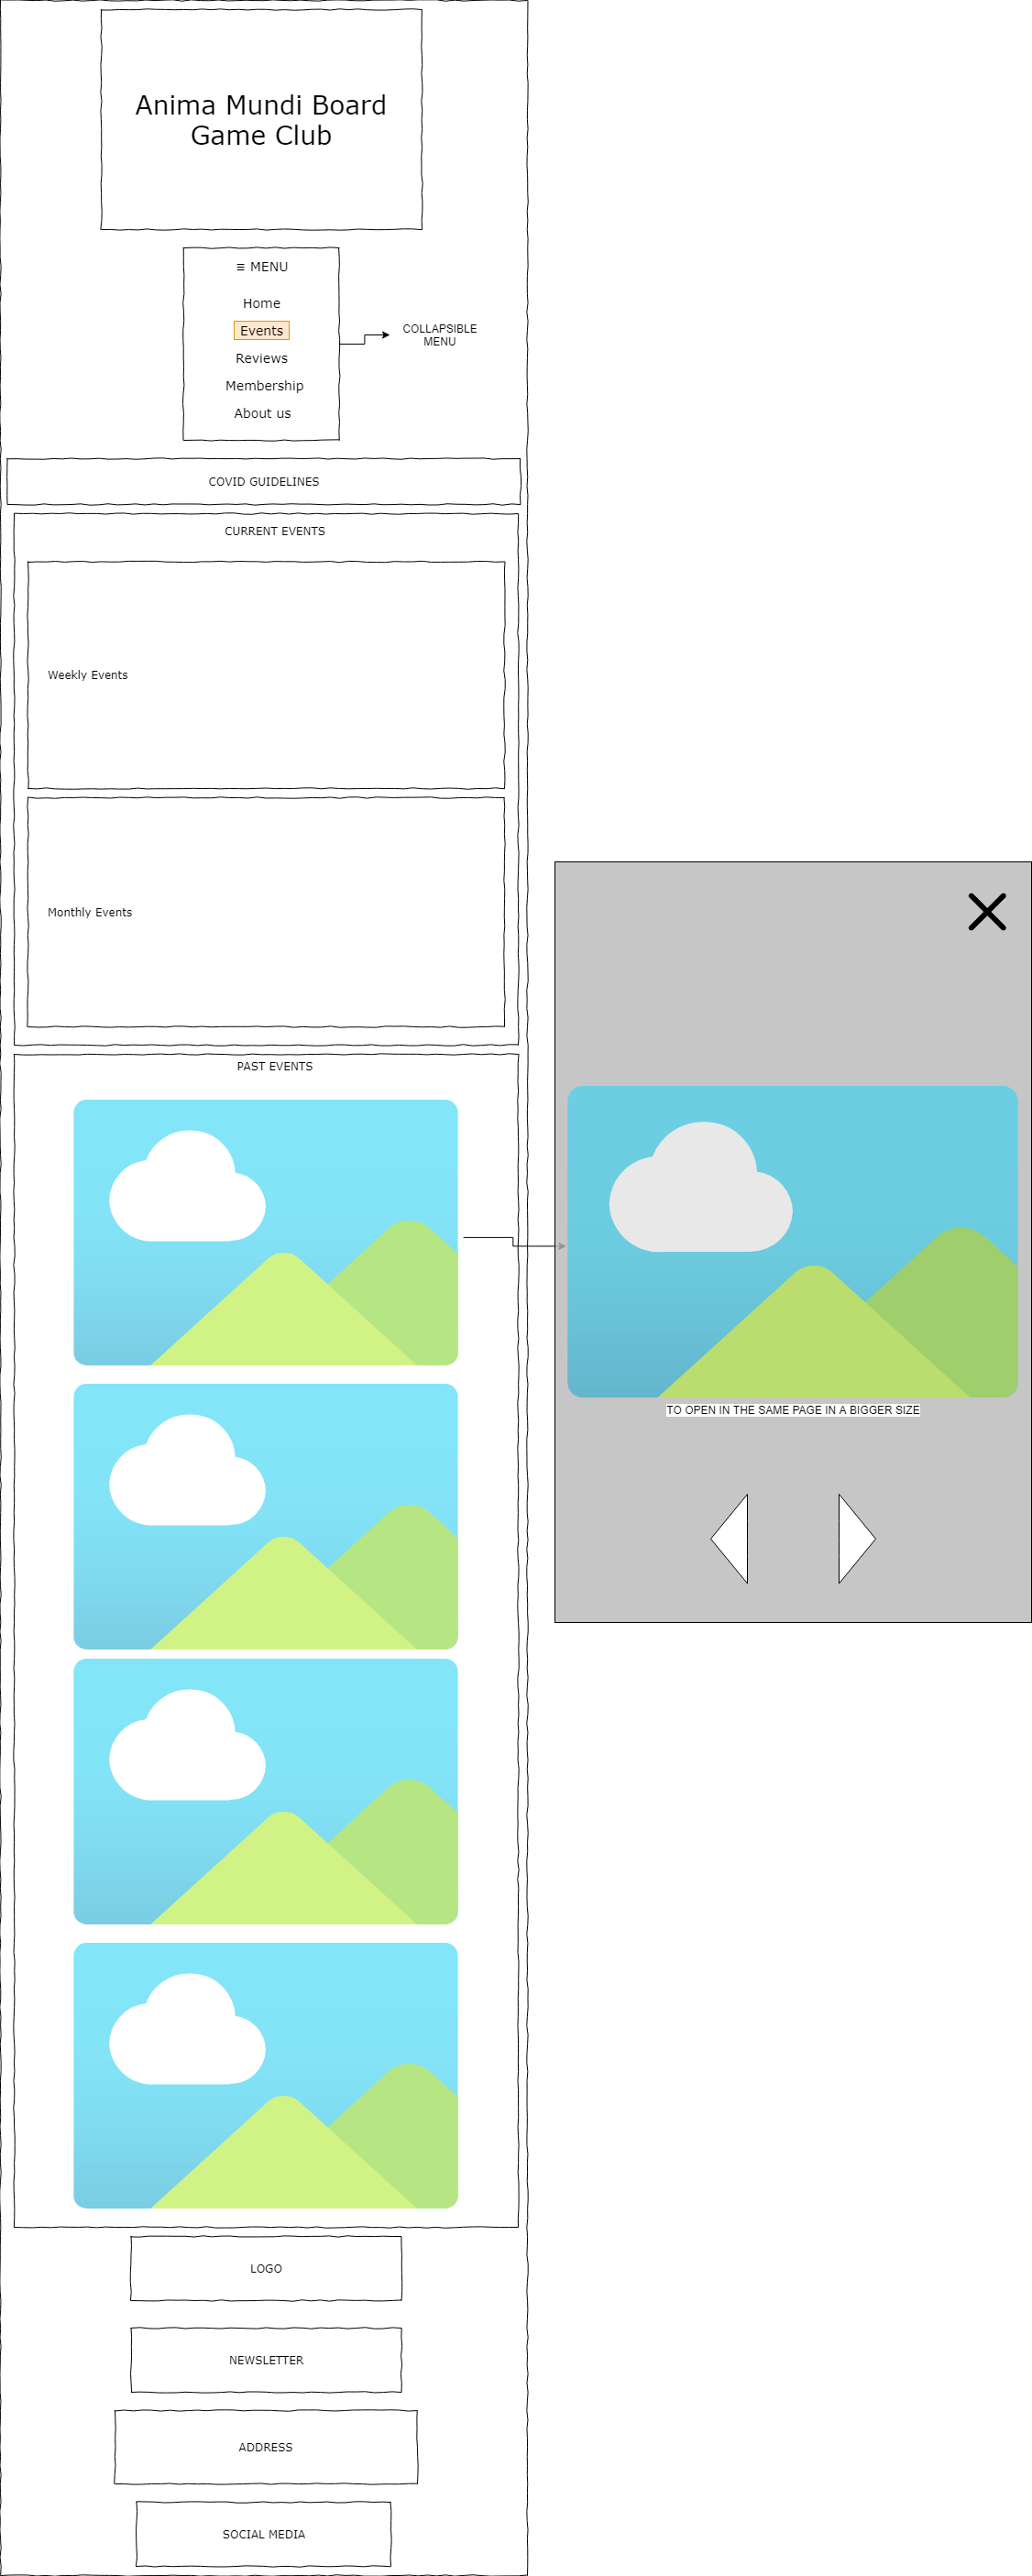 Anima Mundi Board
Game Club
≡ MENU
Home
Events
Reviews
Membership
About us
COLLAPSIBLE
MENU
COVID GUIDELINES
CURRENT EVENTS
Weekly Events
Monthly Events
PAST EVENTS
TO OPEN IN THE SAME PAGE IN A BIGGER SIZE
LOGO
NEWSLETTER
ADDRESS
SOCIAL MEDIA